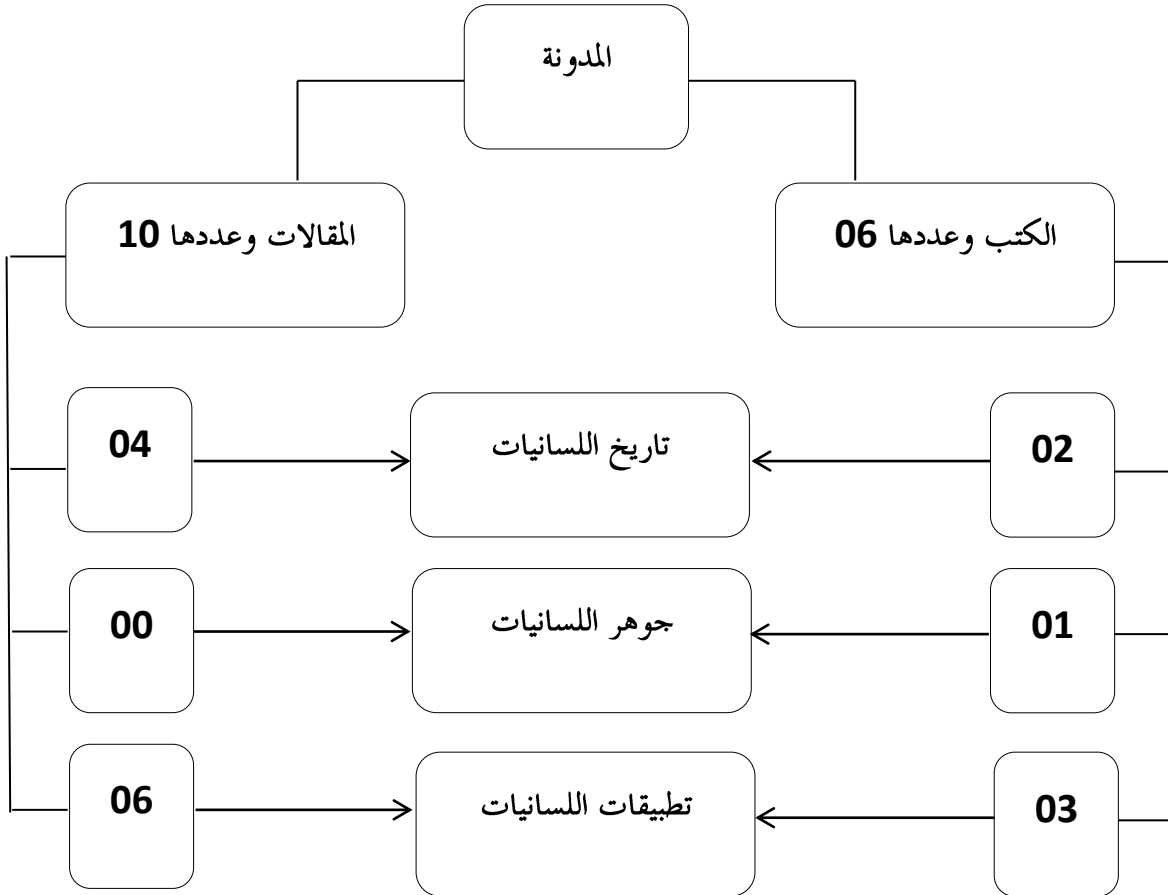 المدونة
الكتب وعددها 06
المقالات وعددها 10
02
تاريخ اللسانيات
04
01
جوهر اللسانيات
00
03
تطبيقات اللسانيات
06